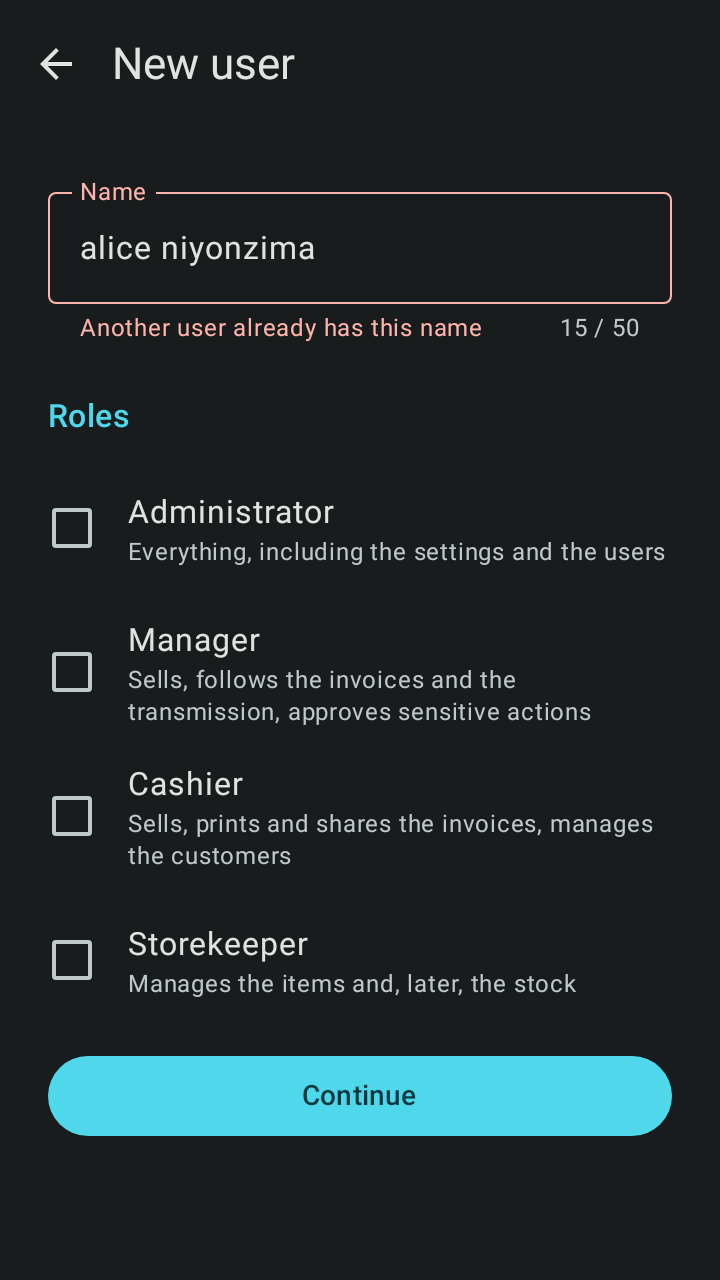 New user
Name
alice niyonzima
Another user already has this name
15 / 50
Roles
Administrator
Everything, including the settings and the users
Manager
Sells, follows the invoices and the
transmission, approves sensitive actions
Cashier
Sells, prints and shares the invoices, manages
the customers
Storekeeper
Manages the items and, later, the stock
Continue